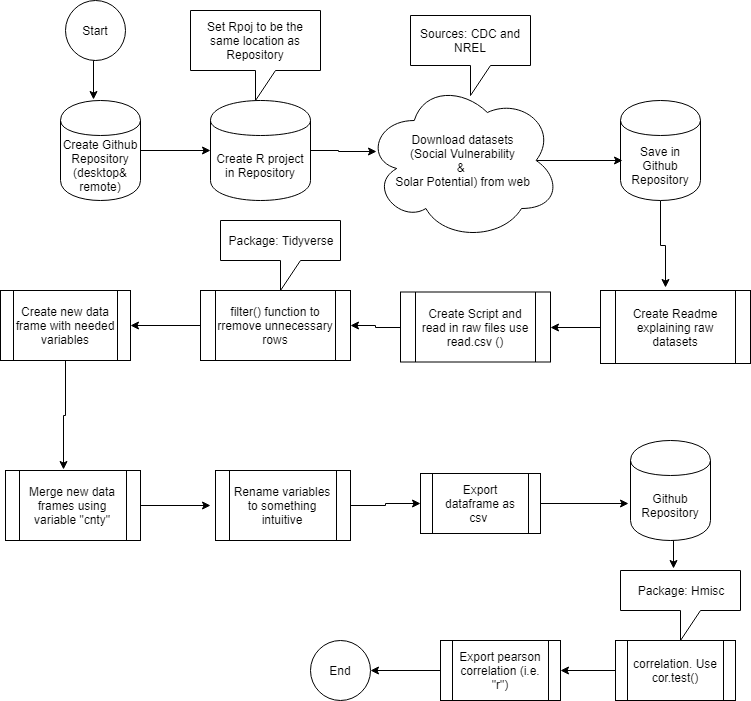 Start
Set Rpoj to be the
same location as
Repository
Sources: CDC and
NREL
Create Github
Repository
(desktop&
remote)
Create R project
in Repository
Download datasets
(Social Vulnerability
&
Solar Potential) from web
Save in
Github
Repository
Package: Tidyverse
Create new data
frame with needed
variables
filter() function to
rremove unnecessary
rows
Create Script and
read in raw files use
read.csv ()
Create Readme
explaining raw
datasets
Merge new data
frames using
variable "cnty"
Rename variables
to something
intuitive
Export
dataframe as
csv
Github
Repository
Package: Hmisc
End
Export pearson
correlation (i.e.
"r")
correlation. Use
cor.test()